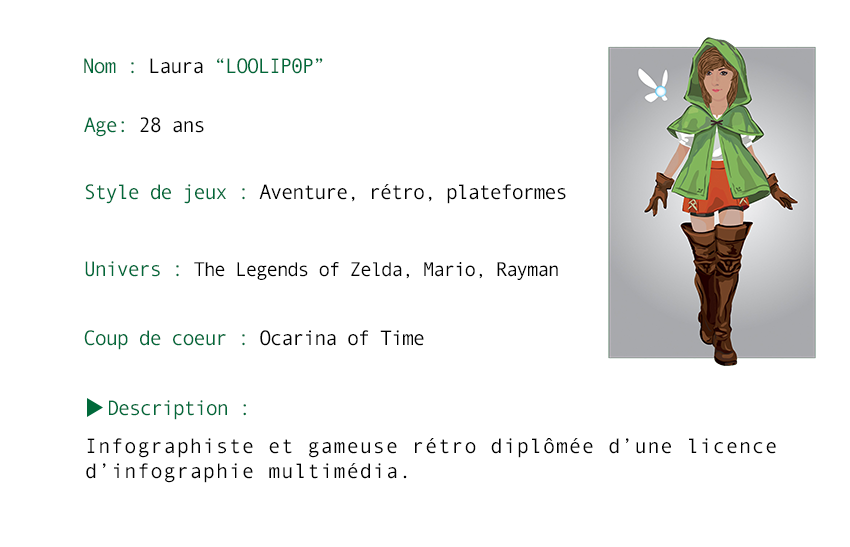 Nom : Laura “LOOLIP0P”
Age: 28 ans
Style de jeux : Aventure, rétro, plateformes
Univers : The Legends of Zelda, Mario, Rayman
Coup de coeur : Ocarina of Time
▶Description :
Infographiste et gameuse rétro diplômée d’une licence
d’infographie multimédia.